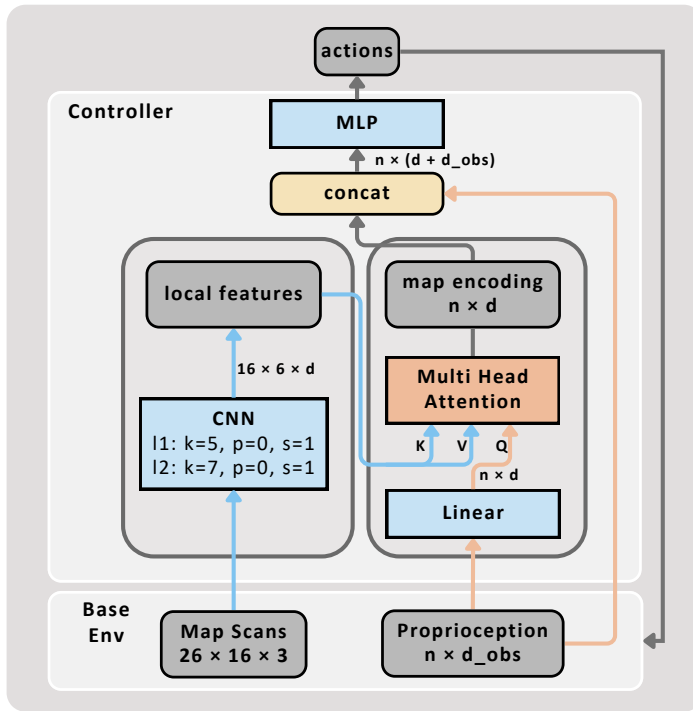 actions
Controller
MLP
n × (d + d_obs)
concat
local features
map encoding
n × d
16 × 6 × d
Multi Head
Attention
CNN
l1: k=5, p=0, s=1
l2: k=7, p=0, s=1
K
V
Q
n × d
Linear
Base
Env
Map Scans
26 × 16 × 3
Proprioception
n × d_obs